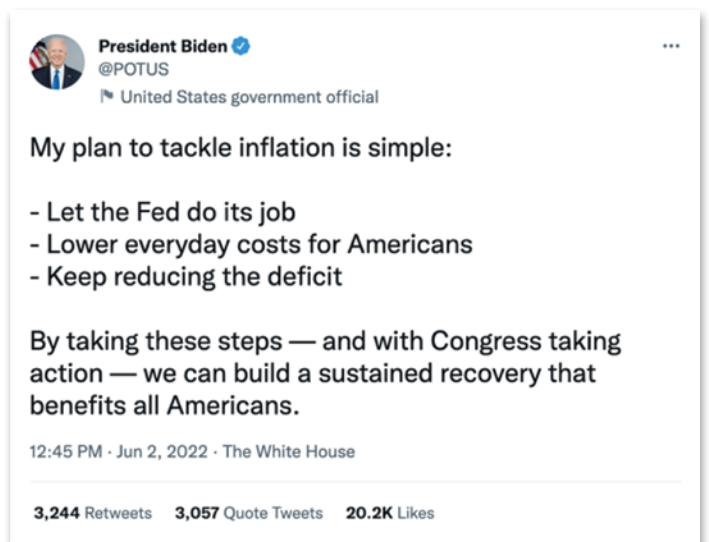 President Biden
@POTUS
United States government official
My plan to tackle inflation is simple:
- Let the Fed do its job
- Lower everyday costs for Americans
- Keep reducing the deficit
By taking these steps — and with Congress taking
action — we can build a sustained recovery that
benefits all Americans.
12:45 PM · Jun 2, 2022 · The White House
3,244 Retweets 3,057 Quote Tweets 20.2K Likes